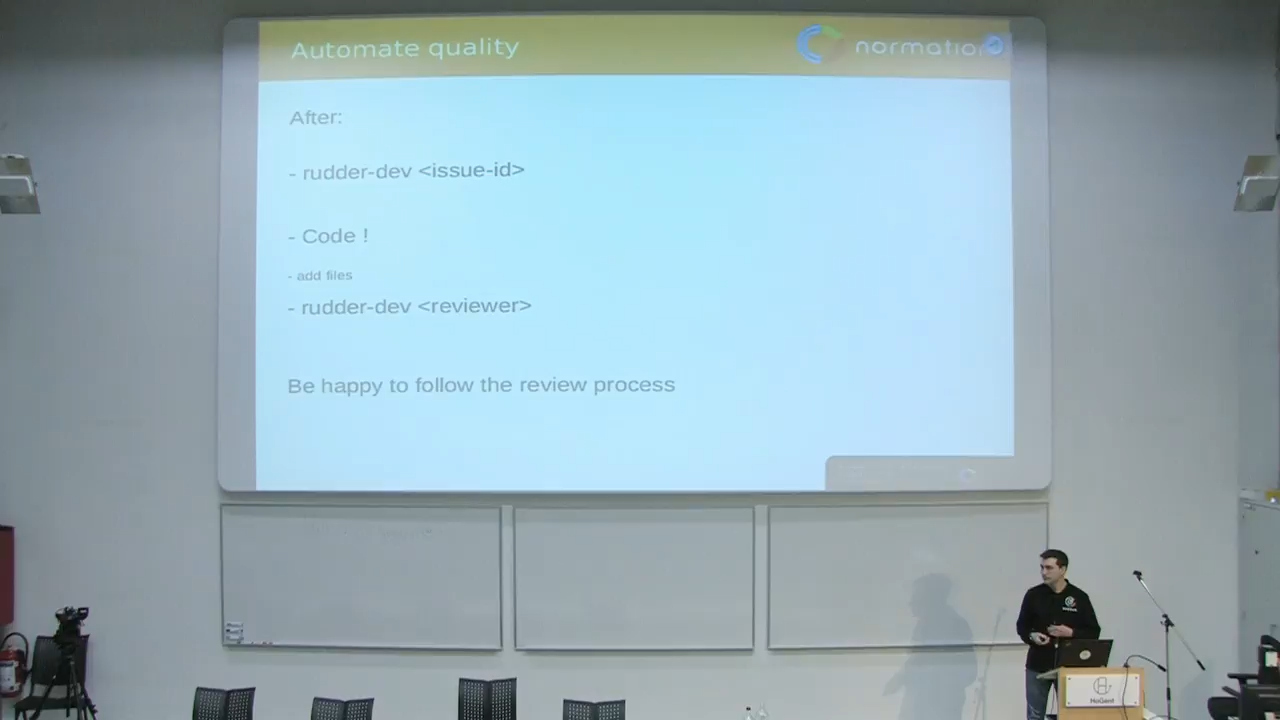 Automate quality
normation
After:
- rudder-dev <issue-id>
- Code !
- add files
- rudder-dev <reviewer>
Be happy to follow the review process
HoGent